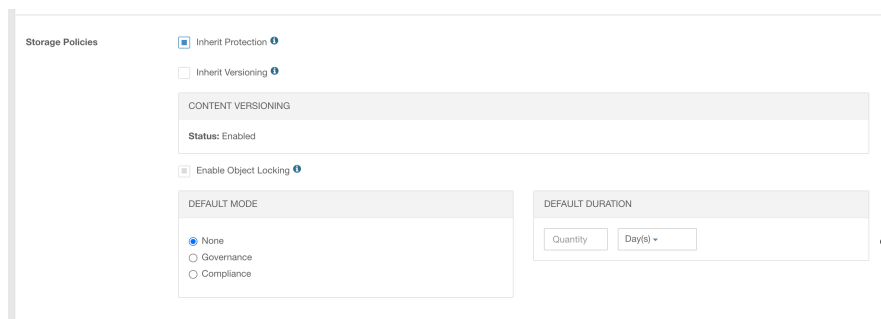 Storage Policies
Inherit Protection
Inherit Versioning
CONTENT VERSIONING
Status: Enabled
Enable Object Locking
DEFAULT MODE
None
Governance
Compliance
DEFAULT DURATION
Quantity
Day(s)